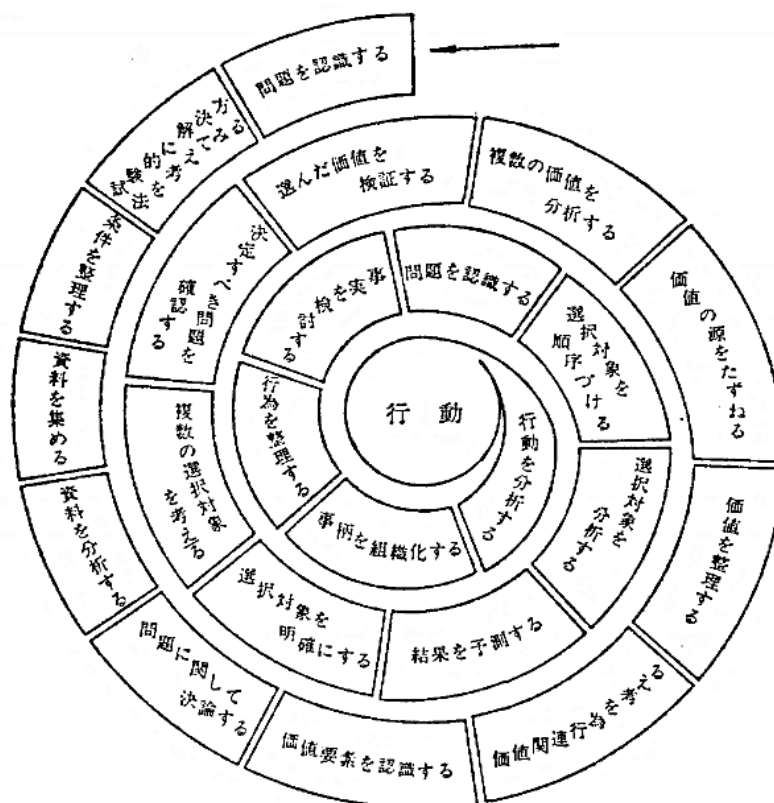 問題を認識する
試験的に解決方
法を考えてみる
条件を整理する
資料を集める
資料を分析する
問題に関して
決論する
価値要素を認識する
価値関連行為を考える
価値を整理する
価値の源をたずねる
複数の価値を
分析する
選んだ価値を
検証する
決定すべき問題を
確認する
複数の選択対象
を考える
選択対象を
明確にする
結果を予測する
選択対象を
分析する
選択対象を
順序づける
問題を認識する
事実を検
討する
行為を整理する
事柄を組織化する
行動を分析する
行動